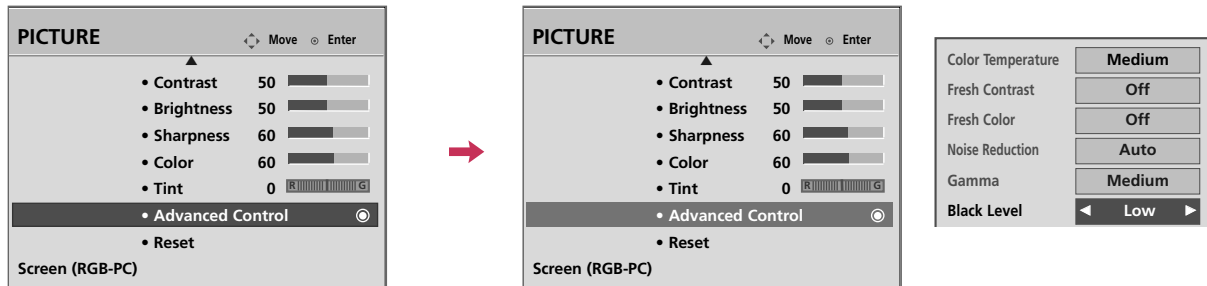 PICTURE Move Enter
• Contrast 50
• Brightness 50
• Sharpness 60
• Color 60
• Tint 0 R G
• Advanced Control
• Reset
Screen (RGB-PC)
PICTURE Move Enter
• Contrast 50
• Brightness 50
• Sharpness 60
• Color 60
• Tint 0 R G
• Advanced Control
• Reset
Screen (RGB-PC)
Color Temperature Medium
Fresh Contrast Off
Fresh Color Off
Noise Reduction Auto
Gamma Medium
Black Level Low